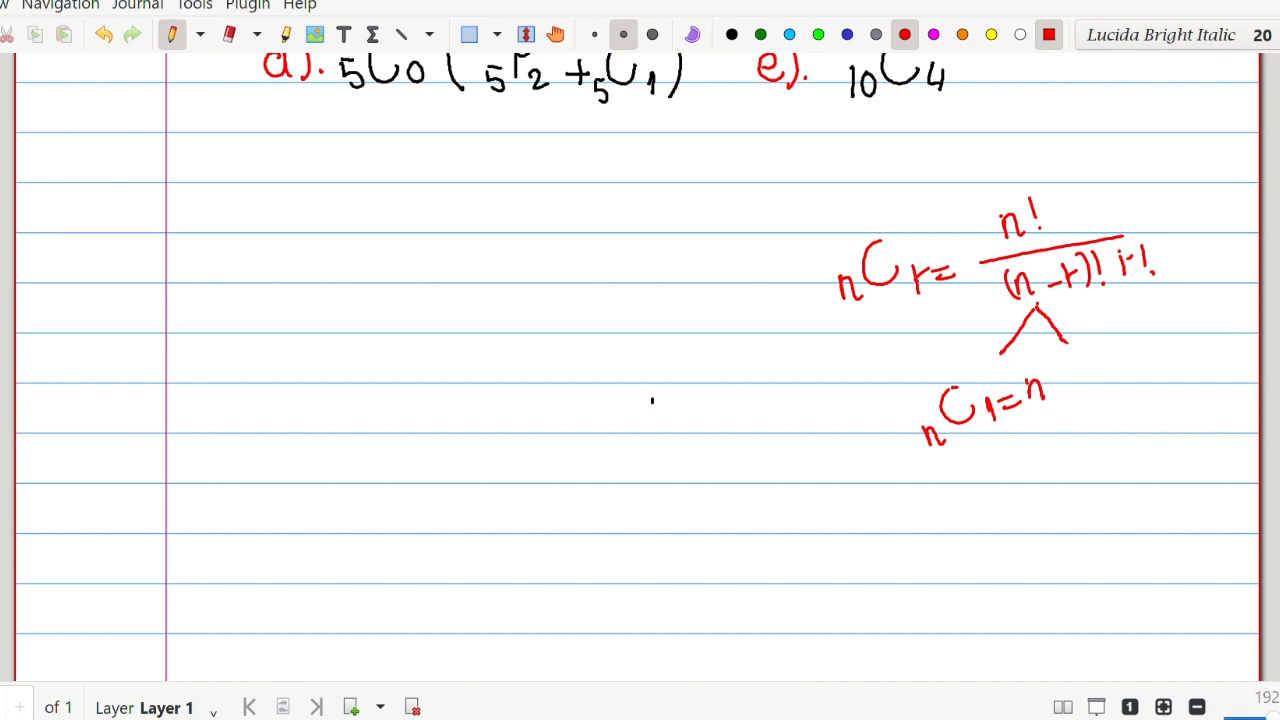 Navigation Journal Tools Plugin Help
Lucida Bright Italic 20
a). ₅C₀ ( ₅P₂ + ₅C₁ ) e). ₁₀C₄
n!
ₙCᵣ = (n-r)! r!
ₙC₁ = n
of 1 Layer Layer 1
192